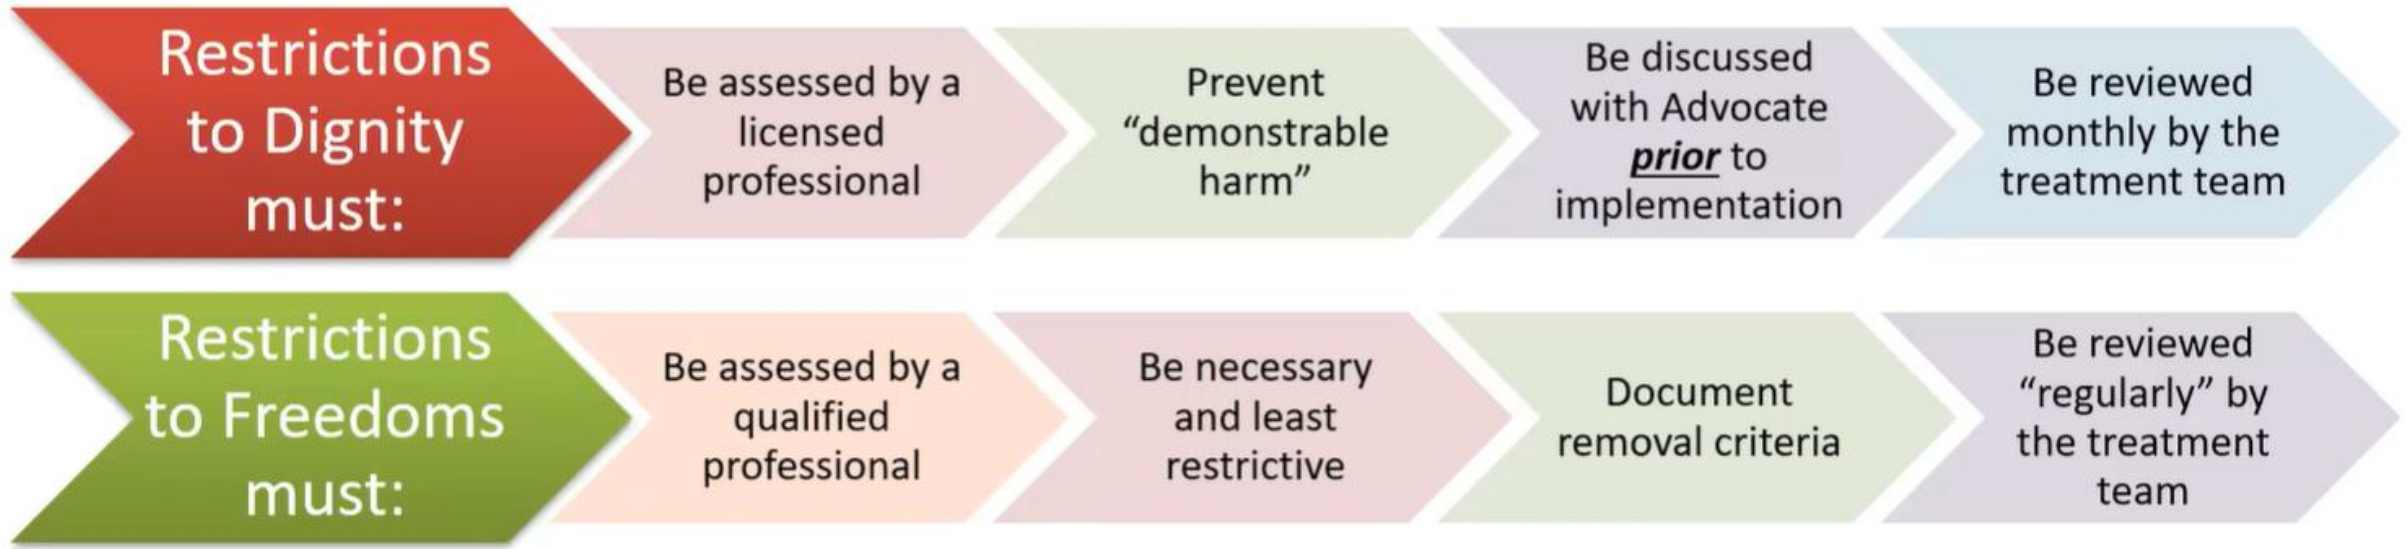 Restrictions
to Dignity
must:
Be assessed by a
licensed
professional
Prevent
“demonstrable
harm”
Be discussed
with Advocate
prior to
implementation
Be reviewed
monthly by the
treatment team
Restrictions
to Freedoms
must:
Be assessed by a
qualified
professional
Be necessary
and least
restrictive
Document
removal criteria
Be reviewed
“regularly” by
the treatment
team